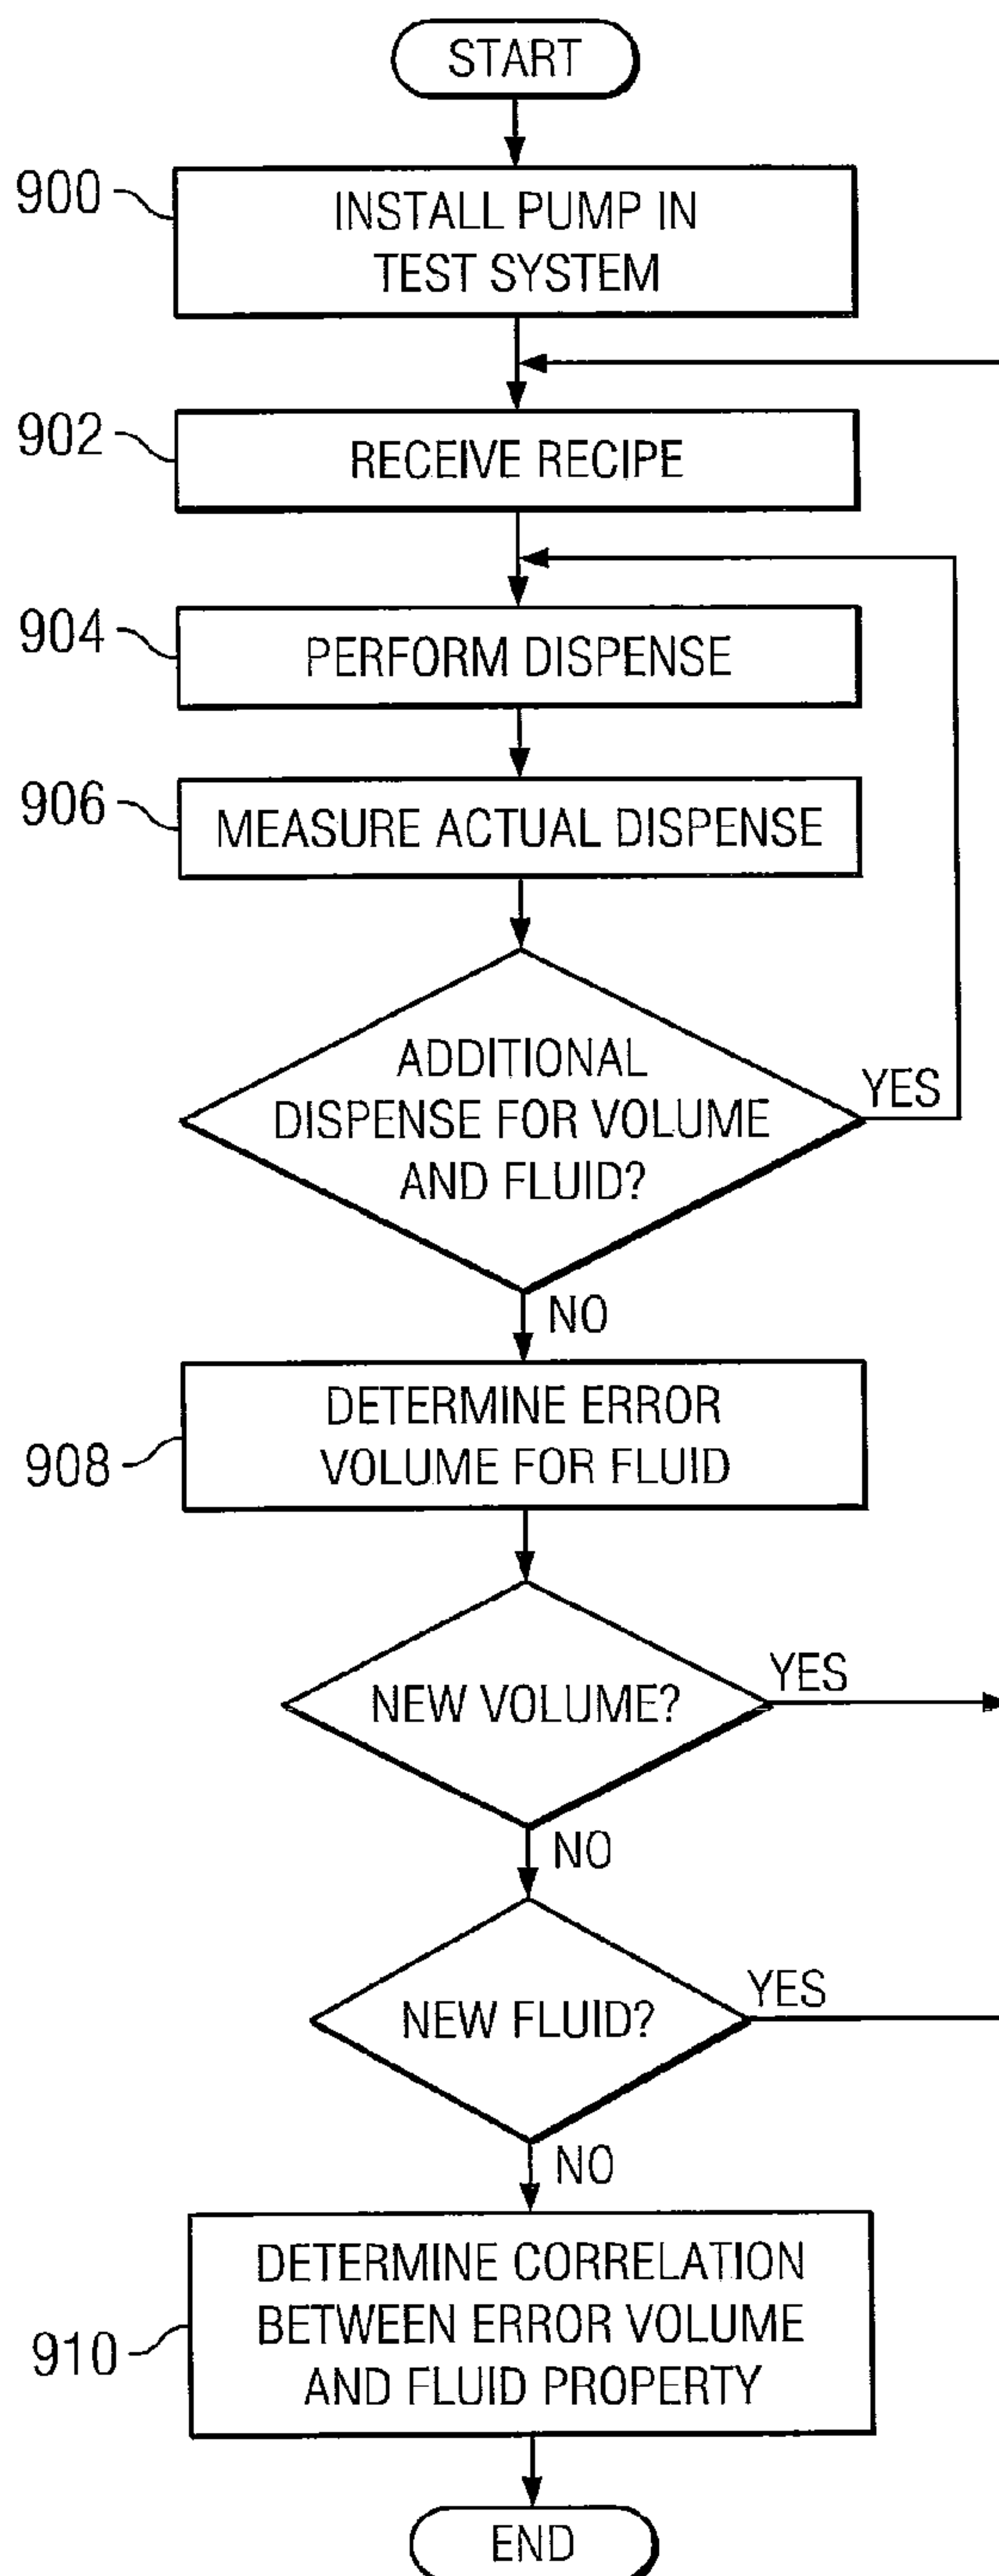 START
900
INSTALL PUMP IN
TEST SYSTEM
902
RECEIVE RECIPE
904
PERFORM DISPENSE
906
MEASURE ACTUAL DISPENSE
ADDITIONAL
DISPENSE FOR VOLUME
AND FLUID?
YES
NO
908
DETERMINE ERROR
VOLUME FOR FLUID
NEW VOLUME?
YES
NO
NEW FLUID?
YES
NO
910
DETERMINE CORRELATION
BETWEEN ERROR VOLUME
AND FLUID PROPERTY
END